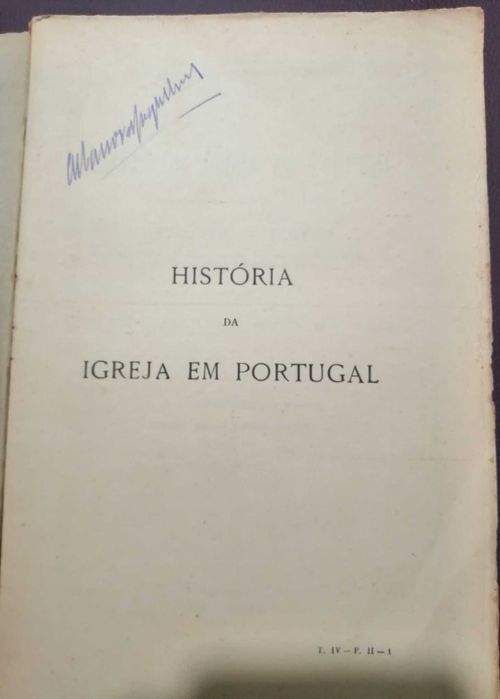 HISTÓRIA
DA
IGREJA EM PORTUGAL
T. IV — P. II — 1